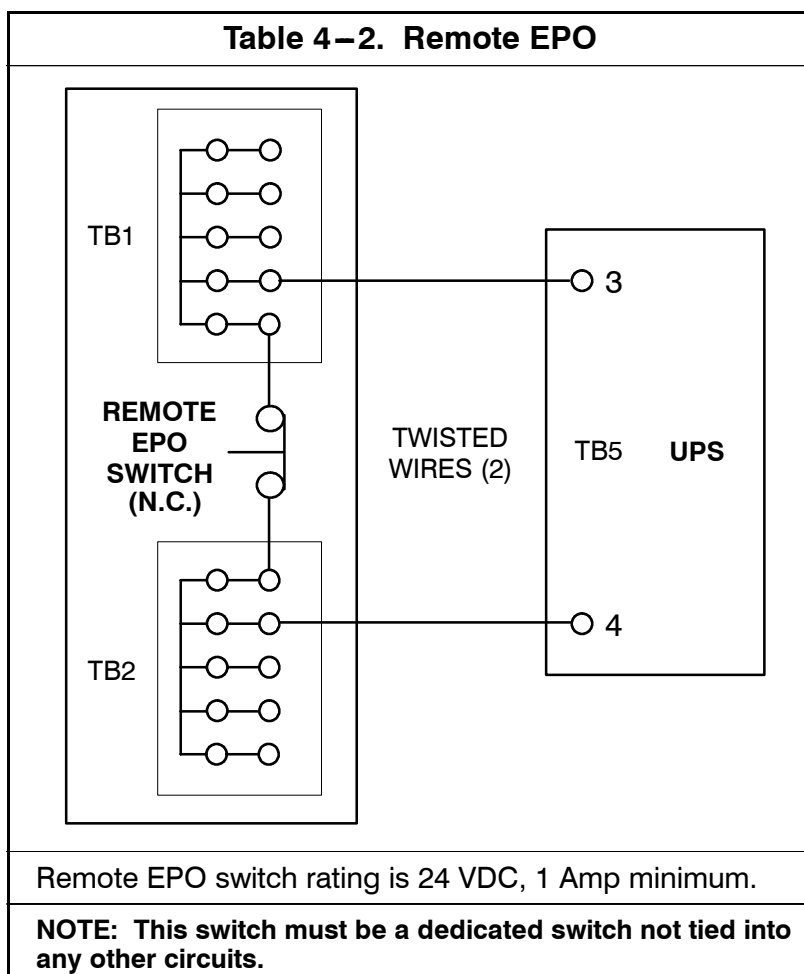 Table 4–2. Remote EPO
TB1
3
REMOTE
EPO
SWITCH
(N.C.)
TWISTED
WIRES (2)
TB5 UPS
4
TB2
Remote EPO switch rating is 24 VDC, 1 Amp minimum.
NOTE: This switch must be a dedicated switch not tied into
any other circuits.